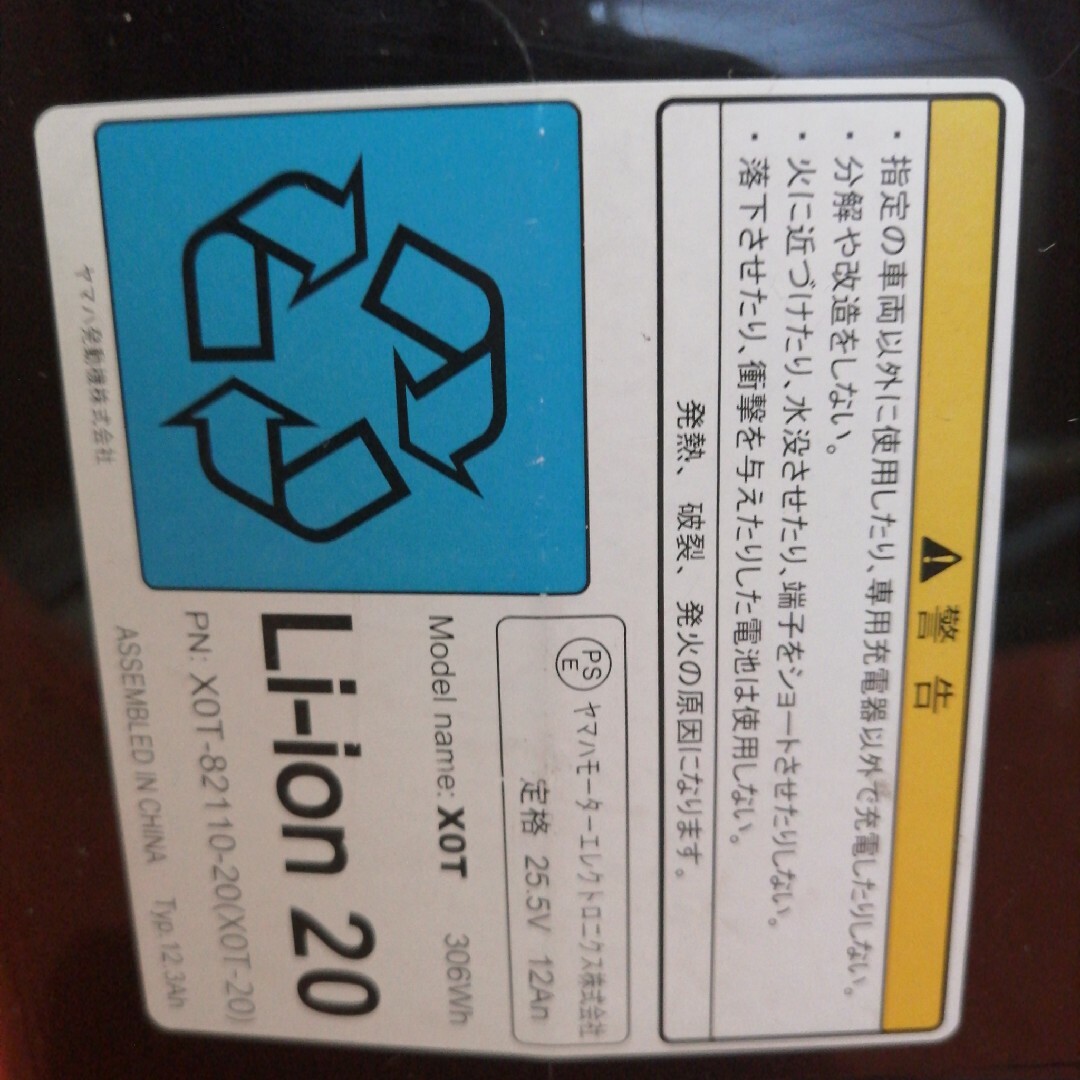 警告
・指定の車両以外に使用したり、専用充電器以外で充電したりしない。
・分解や改造をしない。
・火に近づけたり、水没させたり、端子をショートさせたりしない。
・落下させたり、衝撃を与えたりした電池は使用しない。
発熱、破裂、発火の原因になります。
PS
E
ヤマハモーターエレクトロニクス株式会社
定格 25.5V 12Ah
Model name: X0T 306Wh
Li-ion 20
PN: X0T-82110-20(X0T-20)
ASSEMBLED IN CHINA Typ.12.3Ah
ヤマハ発動機株式会社